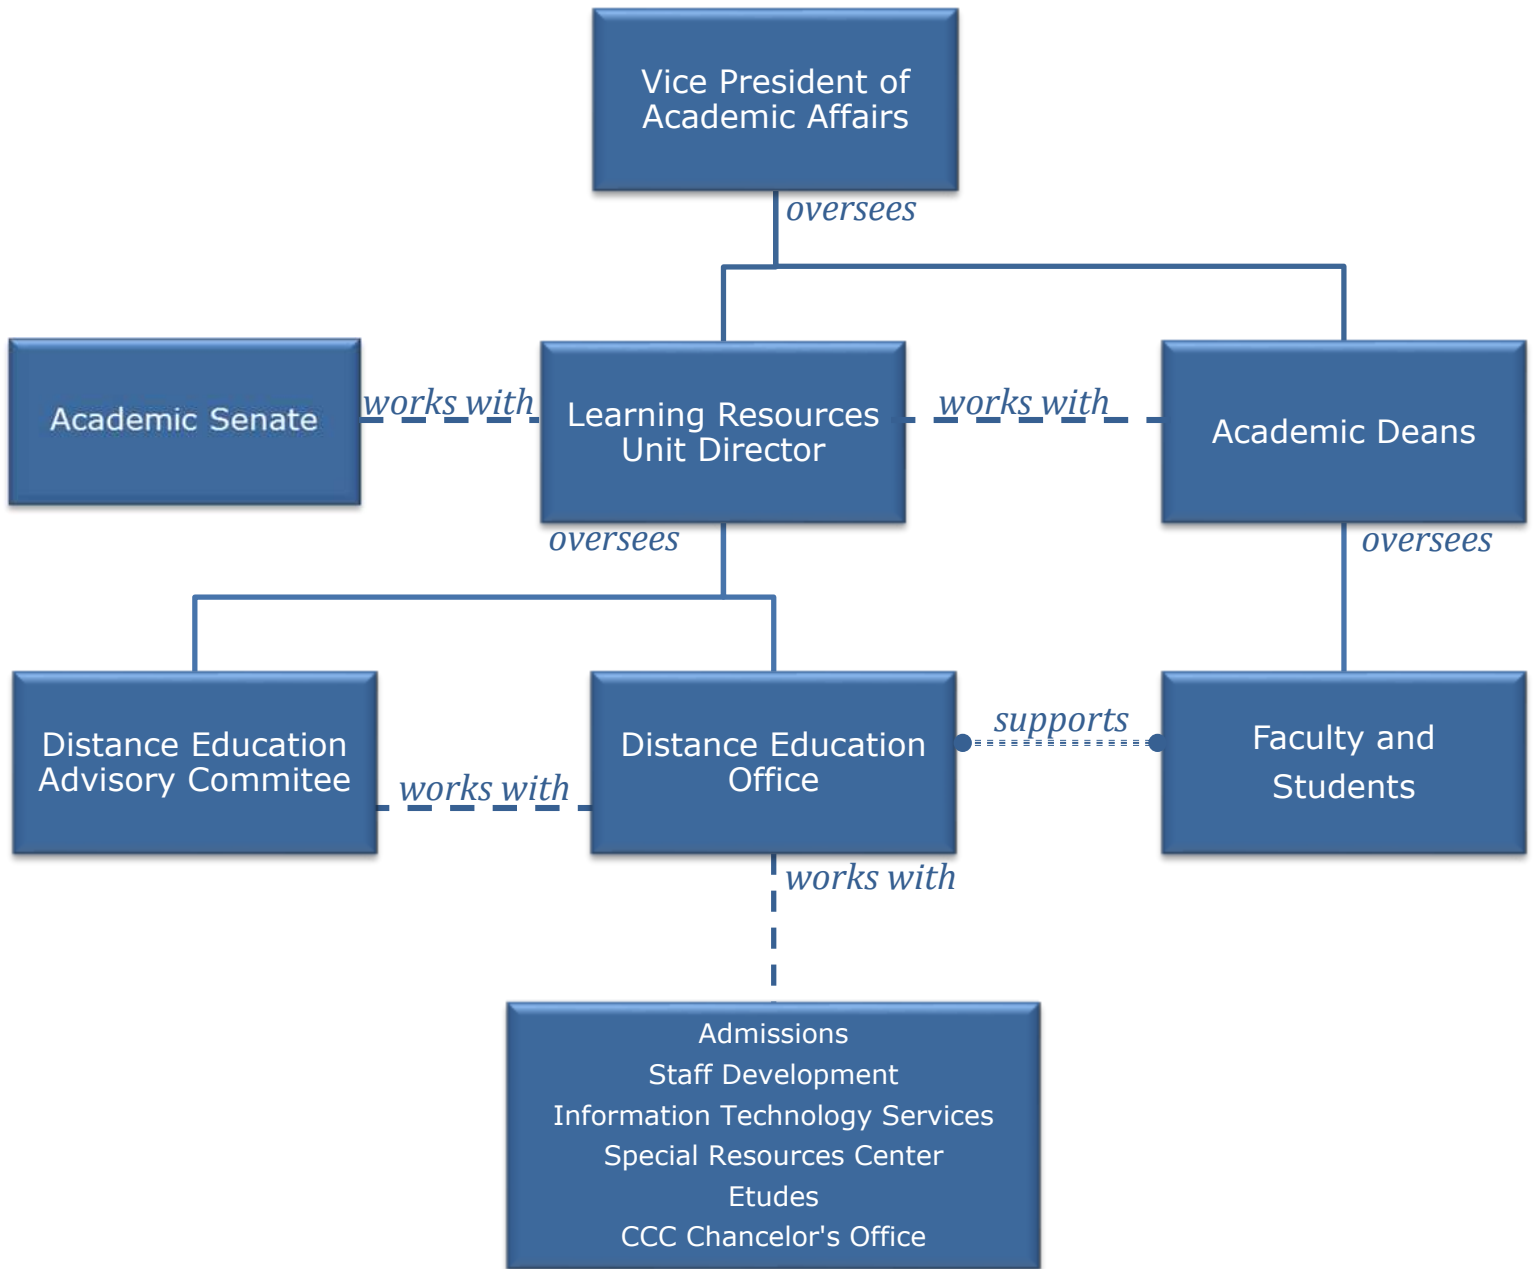 Vice President of
Academic Affairs
oversees
Academic Senate
works with
Learning Resources
Unit Director
works with
Academic Deans
oversees
oversees
Distance Education
Advisory Commitee
works with
Distance Education
Office
supports
Faculty and
Students
works with
Admissions
Staff Development
Information Technology Services
Special Resources Center
Etudes
CCC Chancelor's Office